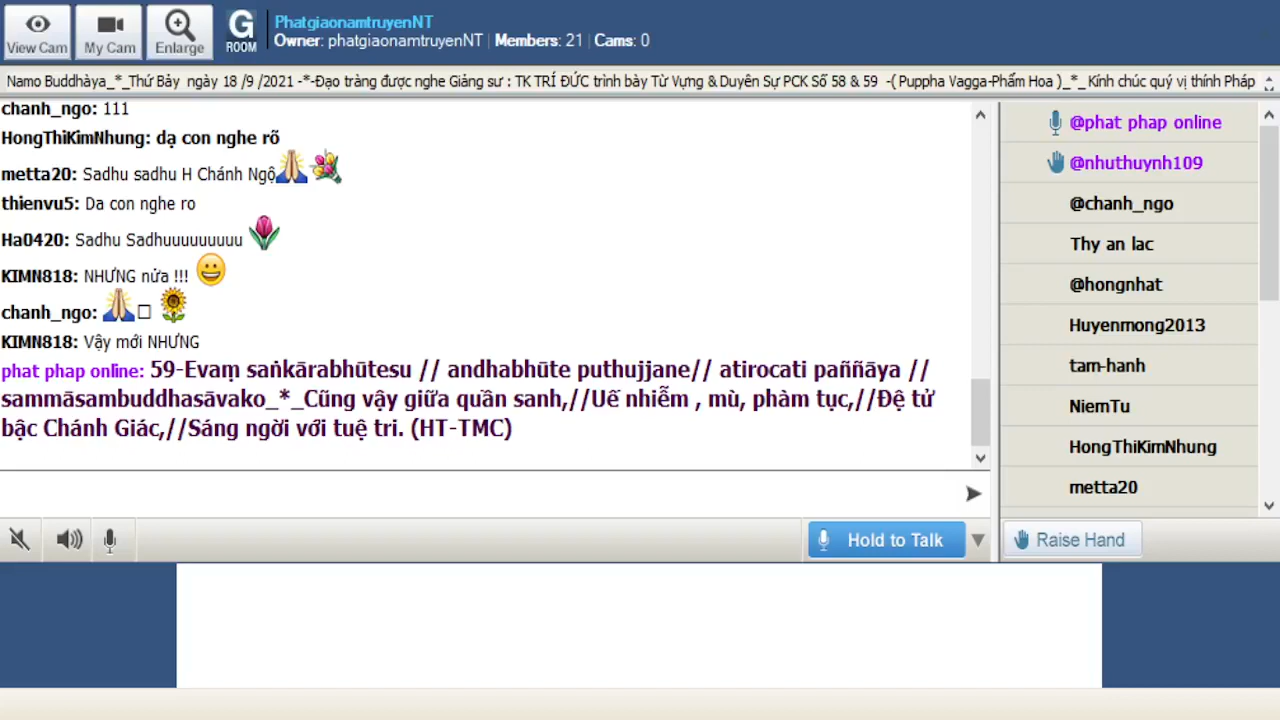 View Cam
My Cam
Enlarge
G
ROOM
PhatgiaonamtruyenNT
Owner: phatgiaonamtruyenNT | Members: 21 | Cams: 0
Namo Buddhàya_*_Thứ Bảy ngày 18 /9 /2021 -*-Đạo tràng được nghe Giảng sư : TK TRÍ ĐỨC trình bày Từ Vựng & Duyên Sự PCK Số 58 & 59 -( Puppha Vagga-Phẩm Hoa )_*_ Kính chúc quý vị thính Pháp
chanh_ngo: 111
HongThiKimNhung: dạ con nghe rõ
metta20: Sadhu sadhu H Chánh Ngộ
thienvu5: Da con nghe ro
Ha0420: Sadhu Sadhuuuuuuuuu
KIMN818: NHƯNG nửa !!!
chanh_ngo:
KIMN818: Vậy mới NHƯNG
phat phap online: 59-Evaṃ saṅkārabhūtesu // andhabhūte puthujjane// atirocati paññāya //
sammāsambuddhasāvako_*_Cũng vậy giữa quần sanh,//Uế nhiễm , mù, phàm tục,//Đệ tử
bậc Chánh Giác,//Sáng ngời với tuệ tri. (HT-TMC)
@phat phap online
@nhuthuynh109
@chanh_ngo
Thy an lac
@hongnhat
Huyenmong2013
tam-hanh
NiemTu
HongThiKimNhung
metta20
Hold to Talk
Raise Hand